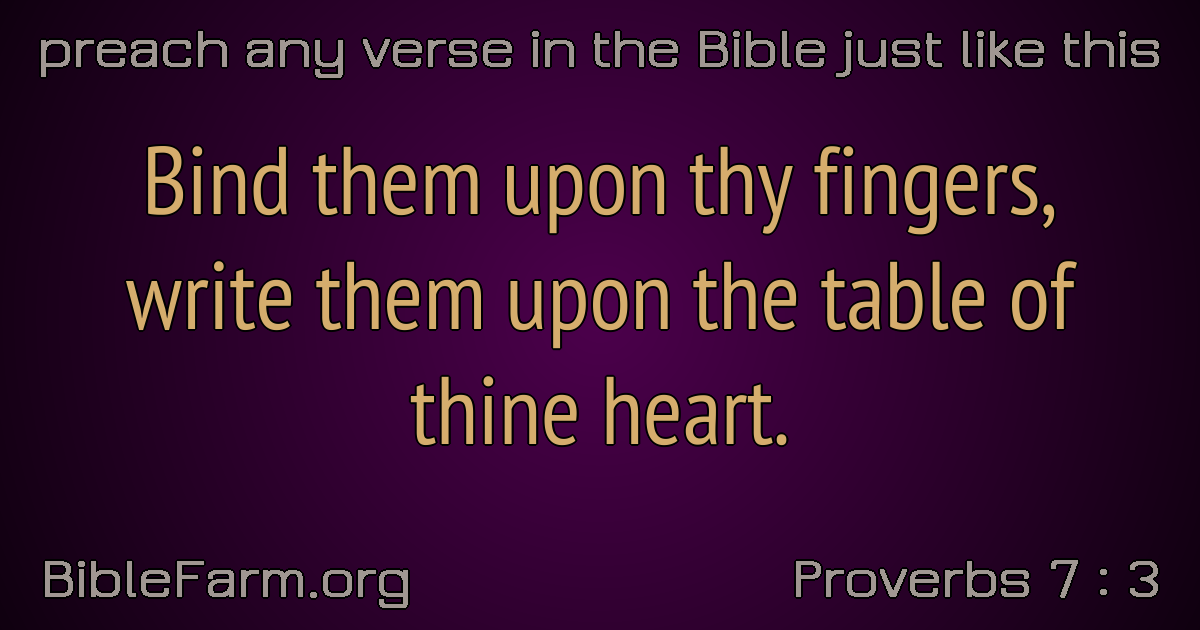 preach any verse in the Bible just like this
Bind them upon thy fingers,
write them upon the table of
thine heart.
BibleFarm.org
Proverbs 7 : 3